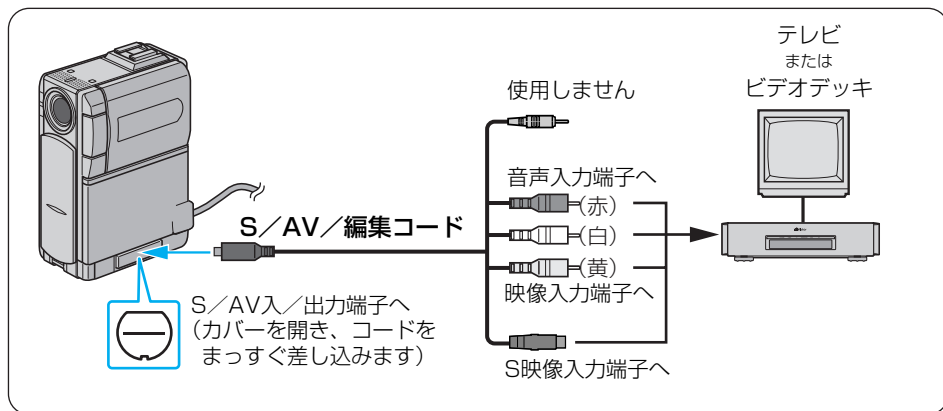 テレビ
または
ビデオデッキ
使用しません
音声入力端子へ
(赤)
S/AV/編集コード
(白)
(黄)
映像入力端子へ
S/AV入/出力端子へ
(カバーを開き、コードを
まっすぐ差し込みます)
S映像入力端子へ